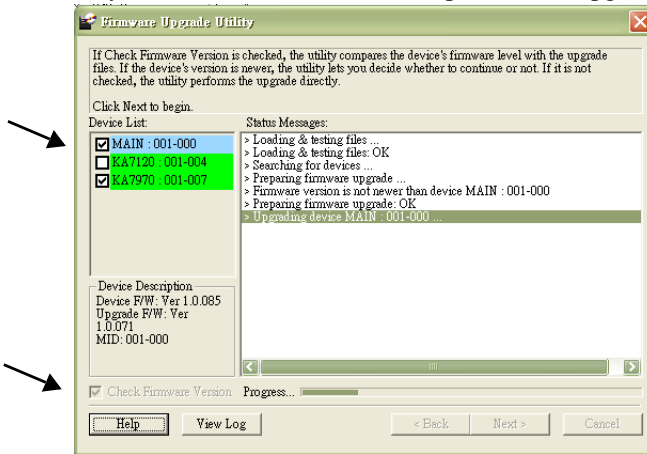 Firmware Upgrade Utility
If Check Firmware Version is checked, the utility compares the device's firmware level with the upgrade
files. If the device's version is newer, the utility lets you decide whether to continue or not. If it is not
checked, the utility performs the upgrade directly.
Click Next to begin.
Device List:
MAIN : 001-000
KA7120 : 001-004
KA7970 : 001-007
Status Messages:
> Loading & testing files ...
> Loading & testing files: OK
> Searching for devices ...
> Preparing firmware upgrade ...
> Firmware version is not newer than device MAIN : 001-000
> Preparing firmware upgrade: OK
> Upgrading device MAIN : 001-000 ...
Device Description
Device F/W: Ver 1.0.085
Upgrade F/W: Ver
1.0.071
MID: 001-000
Check Firmware Version Progress...
Help View Log < Back Next > Cancel